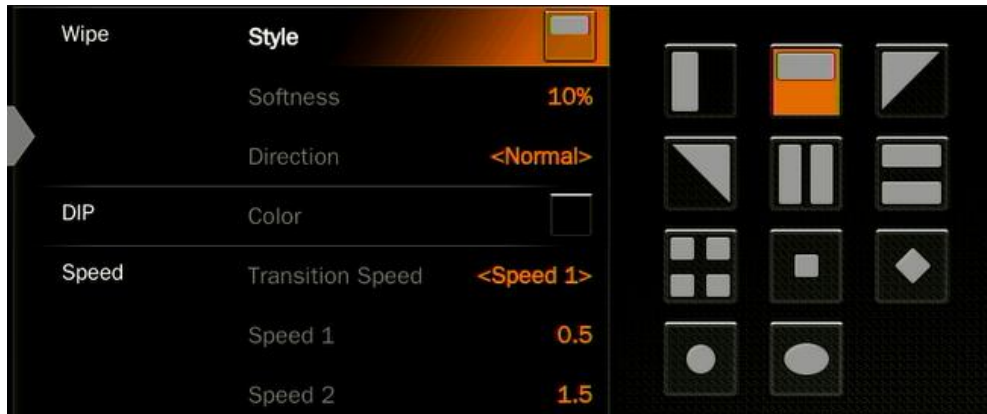 Wipe Style
Softness 10%
Direction <Normal>
DIP Color
Speed Transition Speed <Speed 1>
Speed 1 0.5
Speed 2 1.5